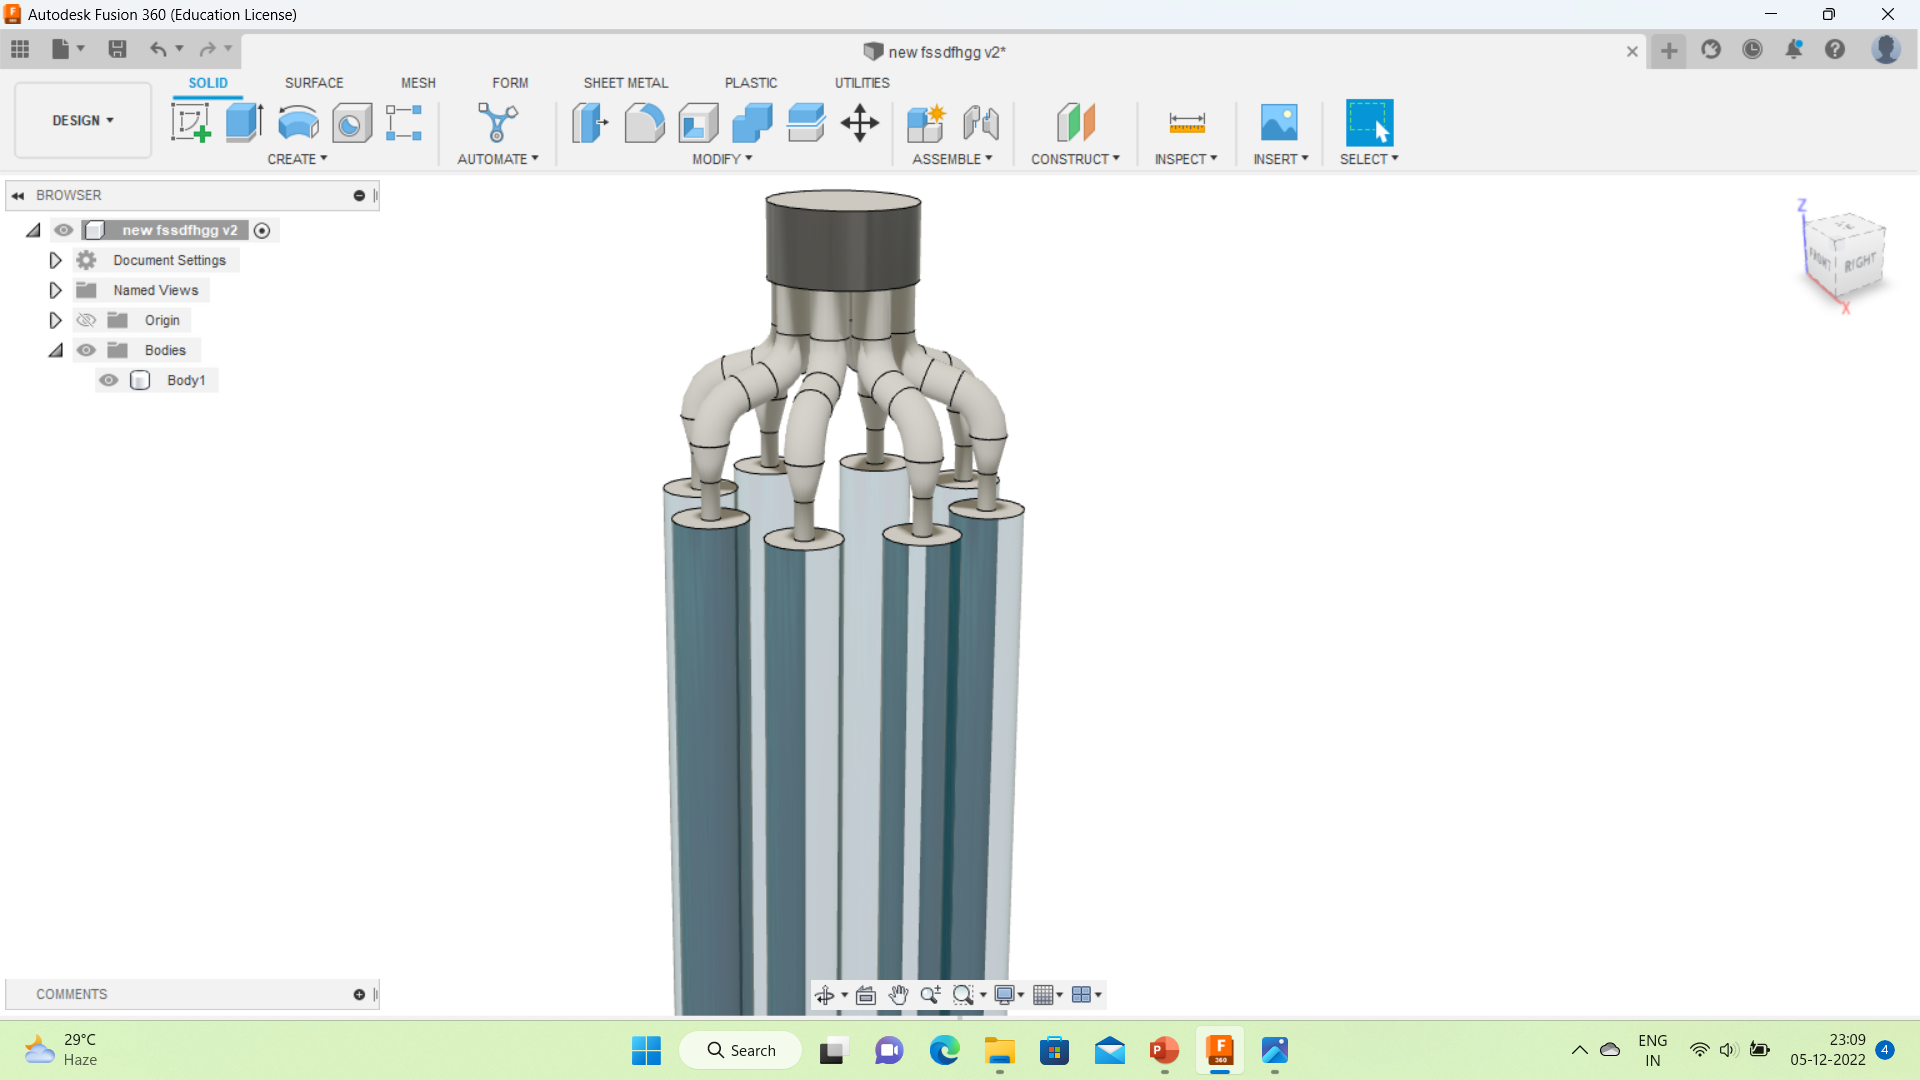 Autodesk Fusion 360 (Education License)
new fssdfhgg v2*
SOLID SURFACE MESH FORM SHEET METAL PLASTIC UTILITIES
DESIGN
CREATE AUTOMATE MODIFY ASSEMBLE CONSTRUCT INSPECT INSERT SELECT
BROWSER
new fssdfhgg v2
Document Settings
Named Views
Origin
Bodies
Body1
Z
FRONT RIGHT
X
COMMENTS
29°C
Haze
Search
ENG
IN
23:09
05-12-2022
4